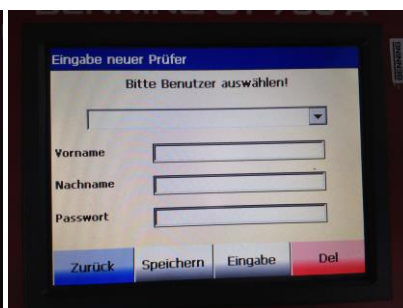 Eingabe neuer Prüfer
Bitte Benutzer auswählen!
Vorname
Nachname
Passwort
Zurück Speichern Eingabe Del